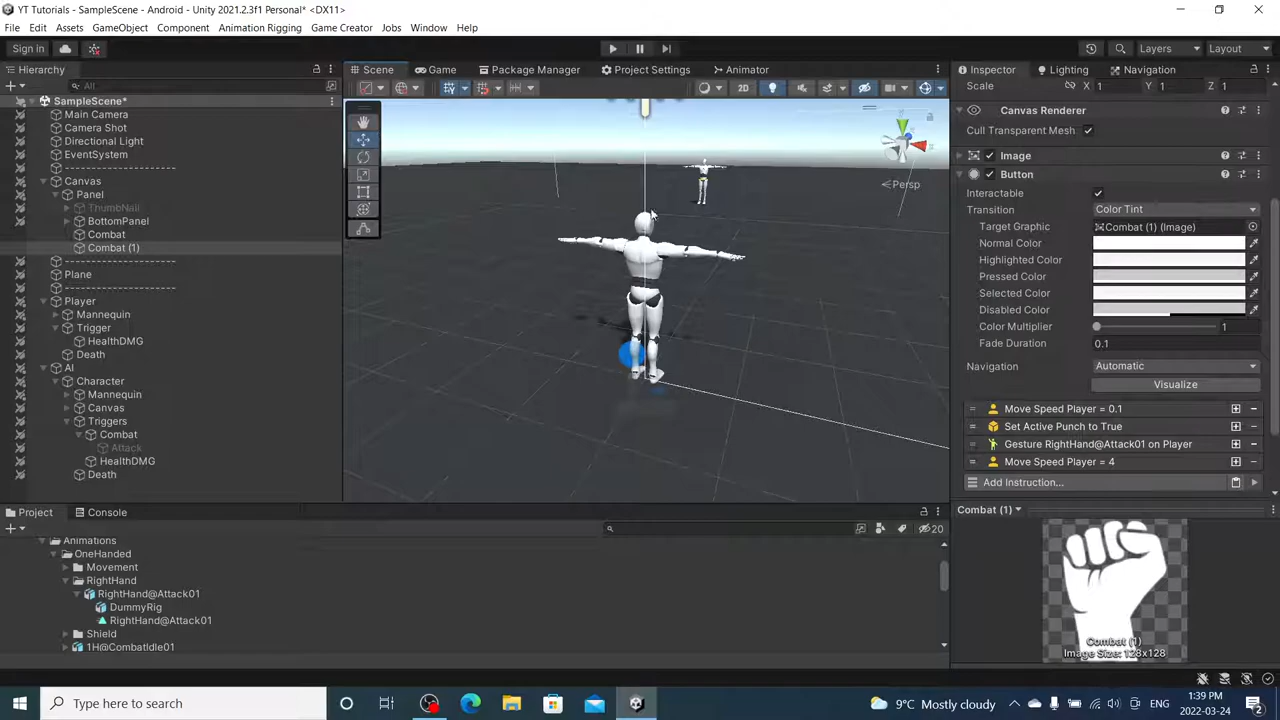 YT Tutorials - SampleScene - Android - Unity 2021.2.3f1 Personal* <DX11>
File Edit Assets GameObject Component Animation Rigging Game Creator Jobs Window Help
Sign in
Layers
Layout
Hierarchy
All
SampleScene*
Main Camera
Camera Shot
Directional Light
EventSystem
-----------------------
Canvas
Panel
ThumbNail
BottomPanel
Combat
Combat (1)
-----------------------
Plane
-----------------------
Player
Mannequin
Trigger
HealthDMG
Death
AI
Character
Mannequin
Canvas
Triggers
Combat
Attack
HealthDMG
Death
Scene
Game
Package Manager
Project Settings
Animator
2D
Persp
Inspector
Lighting
Navigation
Scale X 1 Y 1 Z 1
Canvas Renderer
Cull Transparent Mesh
Image
Button
Interactable
Transition Color Tint
Target Graphic Combat (1) (Image)
Normal Color
Highlighted Color
Pressed Color
Selected Color
Disabled Color
Color Multiplier 1
Fade Duration 0.1
Navigation Automatic
Visualize
Move Speed Player = 0.1
Set Active Punch to True
Gesture RightHand@Attack01 on Player
Move Speed Player = 4
Add Instruction...
Combat (1)
Combat (1)
Image Size: 128x128
Project
Console
20
Animations
OneHanded
Movement
RightHand
RightHand@Attack01
DummyRig
RightHand@Attack01
Shield
1H@CombatIdle01
Type here to search
9°C Mostly cloudy
ENG
1:39 PM
2022-03-24
2